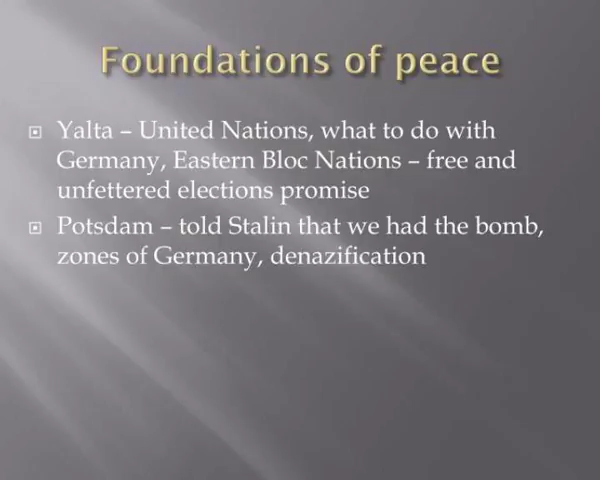 Foundations of peace
Yalta – United Nations, what to do with
Germany, Eastern Bloc Nations – free and
unfettered elections promise
Potsdam – told Stalin that we had the bomb,
zones of Germany, denazification